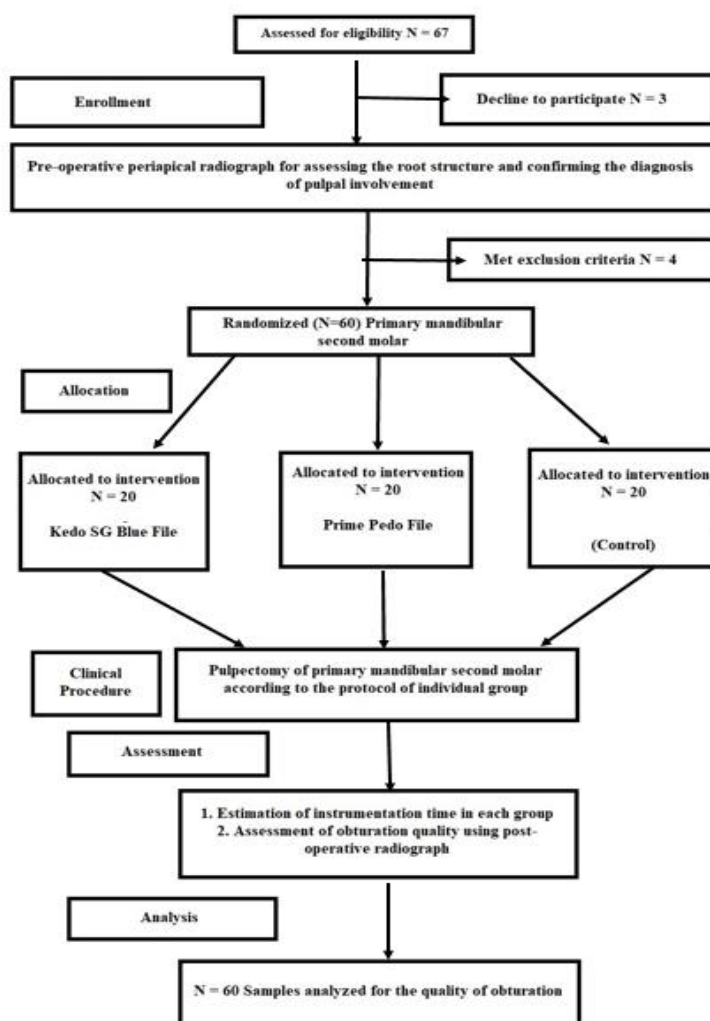 Assessed for eligibility N = 67
Enrollment
Decline to participate N = 3
Pre-operative periapical radiograph for assessing the root structure and confirming the diagnosis
of pulpal involvement
Met exclusion criteria N = 4
Randomized (N=60) Primary mandibular
second molar
Allocation
Allocated to intervention
N = 20
Kedo SG Blue File
Allocated to intervention
N = 20
Prime Pedo File
Allocated to intervention
N = 20
(Control)
Clinical
Procedure
Pulpectomy of primary mandibular second molar
according to the protocol of individual group
Assessment
1. Estimation of instrumentation time in each group
2. Assessment of obturation quality using post-
operative radiograph
Analysis
N = 60 Samples analyzed for the quality of obturation